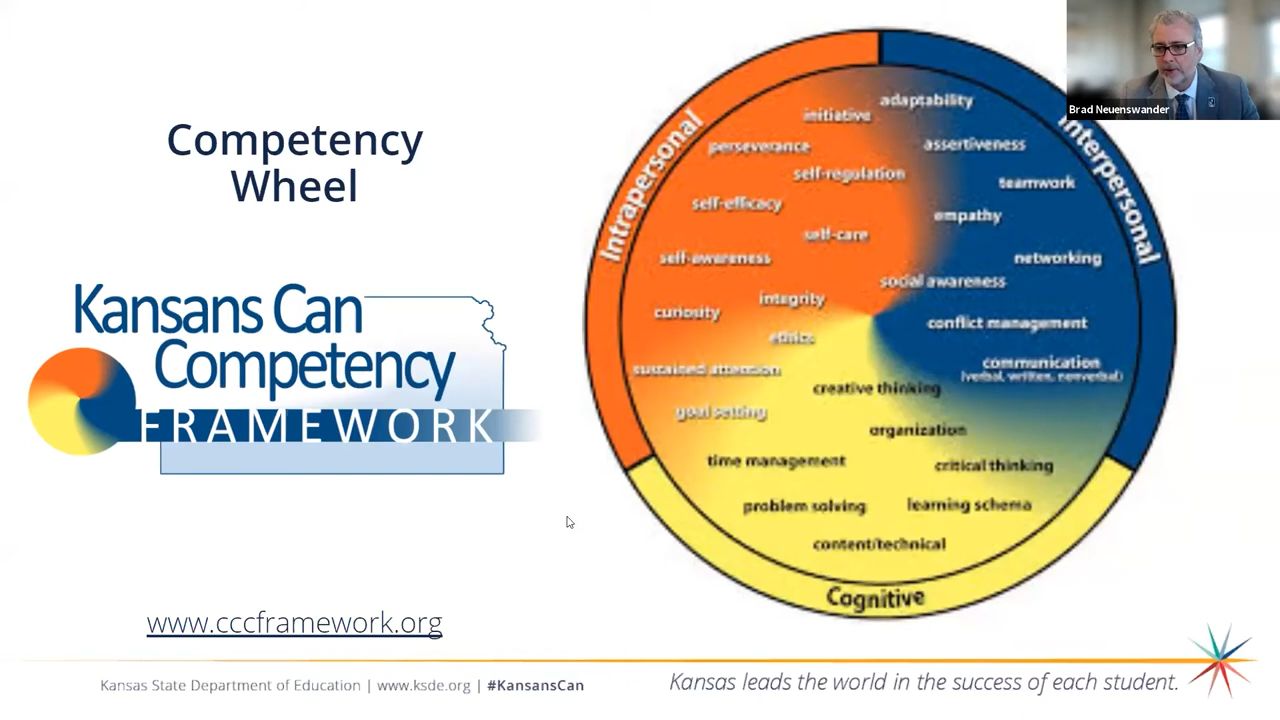 Competency
Wheel
Kansans Can
Competency
FRAMEWORK
www.cccframework.org
Intrapersonal
Interpersonal
Cognitive
adaptability
initiative
perseverance
assertiveness
self-regulation
teamwork
self-efficacy
empathy
self-care
self-awareness
networking
social awareness
integrity
curiosity
conflict management
ethics
communication
(verbal, written, nonverbal)
sustained attention
creative thinking
goal setting
organization
time management
critical thinking
problem solving
learning schema
content/technical
Brad Neuenswander
Kansas State Department of Education | www.ksde.org | #KansansCan
Kansas leads the world in the success of each student.